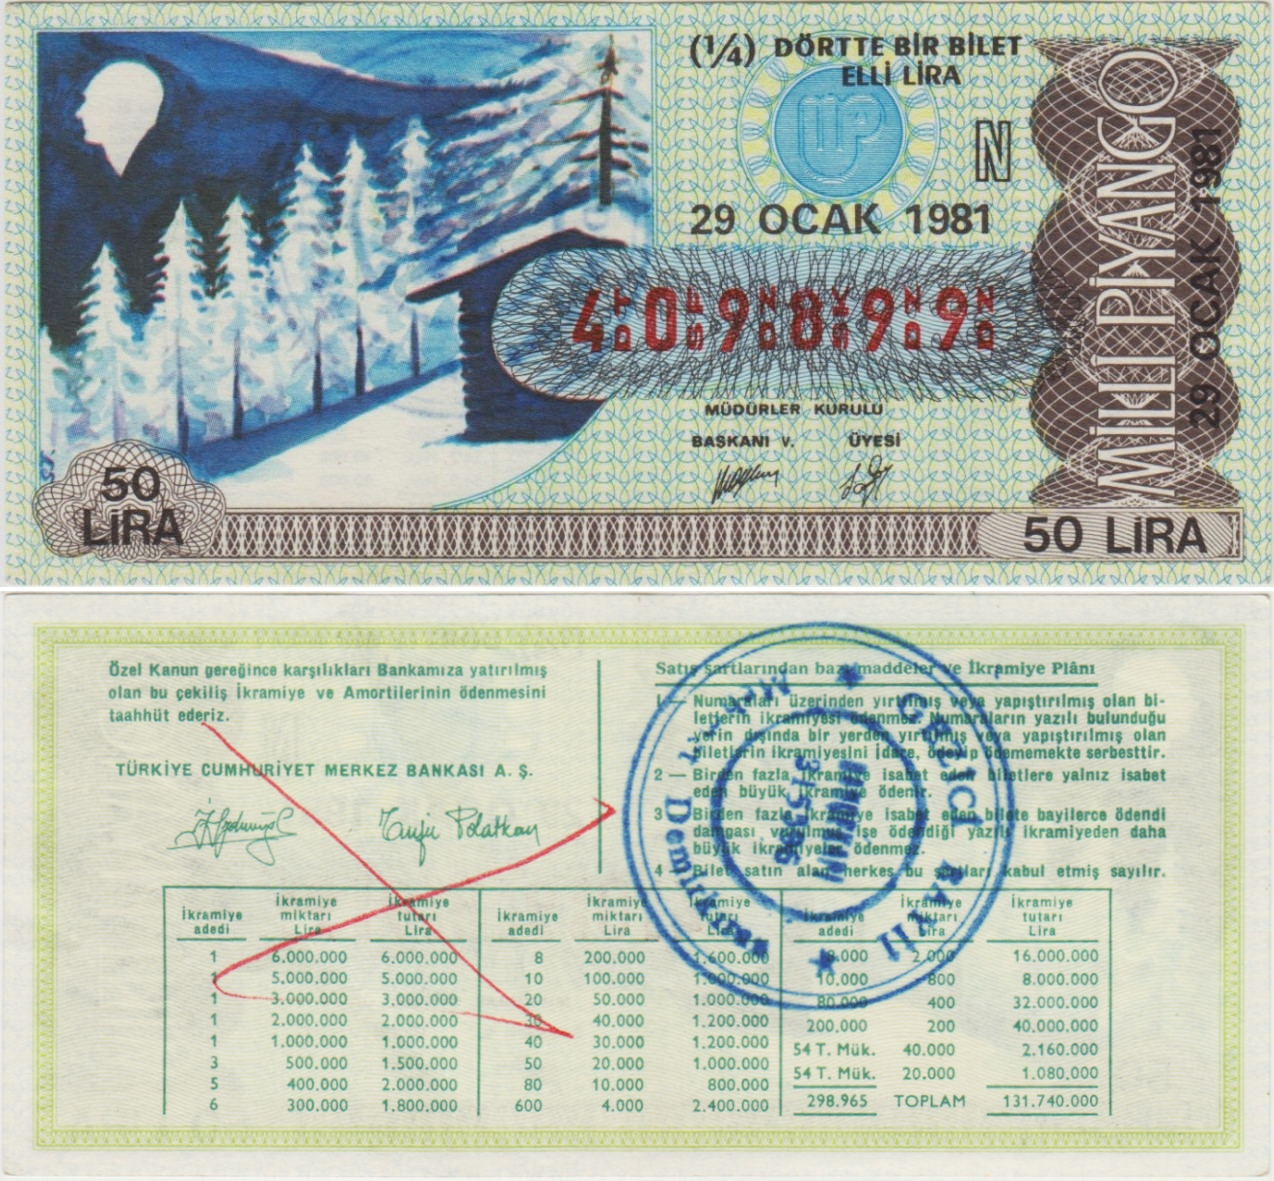 (1/4) DÖRTTE BİR BİLET
ELLİ LİRA
N
29 OCAK 1981
409899
MÜDÜRLER KURULU
BAŞKANI V. ÜYESİ
50
LİRA
50 LİRA
MİLLİ PİYANGO
29 OCAK 1981
Özel Kanun gereğince karşılıkları Bankamıza yatırılmış
olan bu çekiliş İkramiye ve Amortilerinin ödenmesini
taahhüt ederiz.
TÜRKİYE CUMHURİYET MERKEZ BANKASI A. Ş.
Satış şartlarından bazı maddeler ve İkramiye Plânı
1 — Numaraları üzerinden yırtılmış veya yapıştırılmış olan bi-
letlerin ikramiyesi ödenmez. Numaraların yazılı bulunduğu
yerin dışında bir yerden yırtılmış veya yapıştırılmış olan
biletlerin ikramiyesini İdare, ödeyip ödememekte serbesttir.
2 — Birden fazla ikramiye isabet eden biletlere yalnız isabet
eden büyük ikramiye ödenir.
3 — Birden fazla ikramiye isabet eden bilete bayilerce ödendi
damgası vurulmuş ise ödendiği yazılı ikramiyeden daha
büyük ikramiyeler ödenmez.
4 — Bilet satın alan herkes bu şartları kabul etmiş sayılır.
GEZİCİ BAYİİ
31536
İkramiye adedi İkramiye miktarı Lira İkramiye tutarı Lira
1 6.000.000 6.000.000
1 5.000.000 5.000.000
1 3.000.000 3.000.000
1 2.000.000 2.000.000
1 1.000.000 1.000.000
3 500.000 1.500.000
5 400.000 2.000.000
6 300.000 1.800.000
İkramiye adedi İkramiye miktarı Lira İkramiye tutarı Lira
8 200.000 1.600.000
10 100.000 1.000.000
20 50.000 1.000.000
30 40.000 1.200.000
40 30.000 1.200.000
50 20.000 1.000.000
80 10.000 800.000
600 4.000 2.400.000
İkramiye adedi İkramiye miktarı Lira İkramiye tutarı Lira
8.000 2.000 16.000.000
10.000 800 8.000.000
80.000 400 32.000.000
200.000 200 40.000.000
54 T. Mük. 40.000 2.160.000
54 T. Mük. 20.000 1.080.000
298.965 TOPLAM 131.740.000